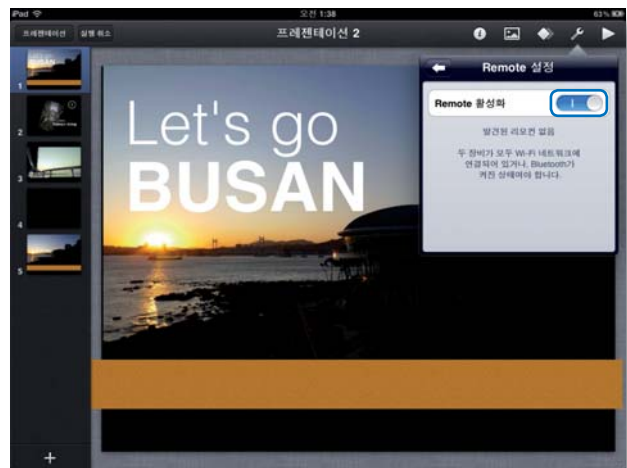 iPad
오전 1:38
63%
프레젠테이션
실행 취소
프레젠테이션 2
Remote 설정
Remote 활성화
발견된 리모컨 없음
두 장비가 모두 Wi-Fi 네트워크에
연결되어 있거나, Bluetooth가
켜진 상태여야 합니다.
Let's go
BUSAN
1
2
3
4
5